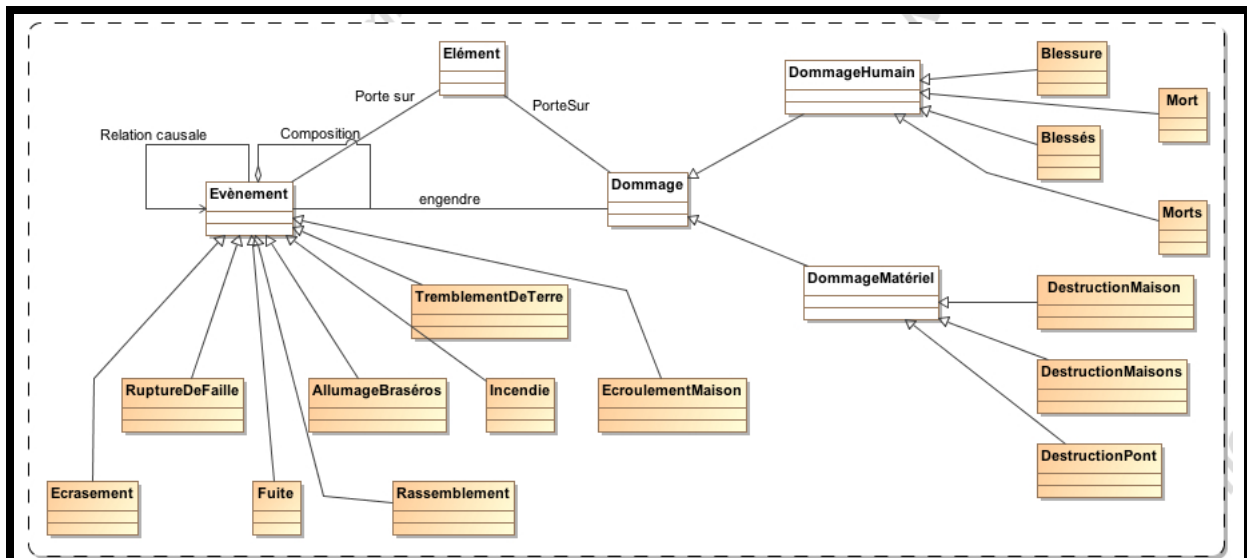 Elément
Blessure
DommageHumain
Mort
Porte sur
PorteSur
Relation causale
Composition
Blessés
Evènement
Dommage
engendre
Morts
DommageMatériel
TremblementDeTerre
DestructionMaison
RuptureDeFaille
AllumageBraséros
Incendie
EcroulementMaison
DestructionMaisons
DestructionPont
Ecrasement
Fuite
Rassemblement